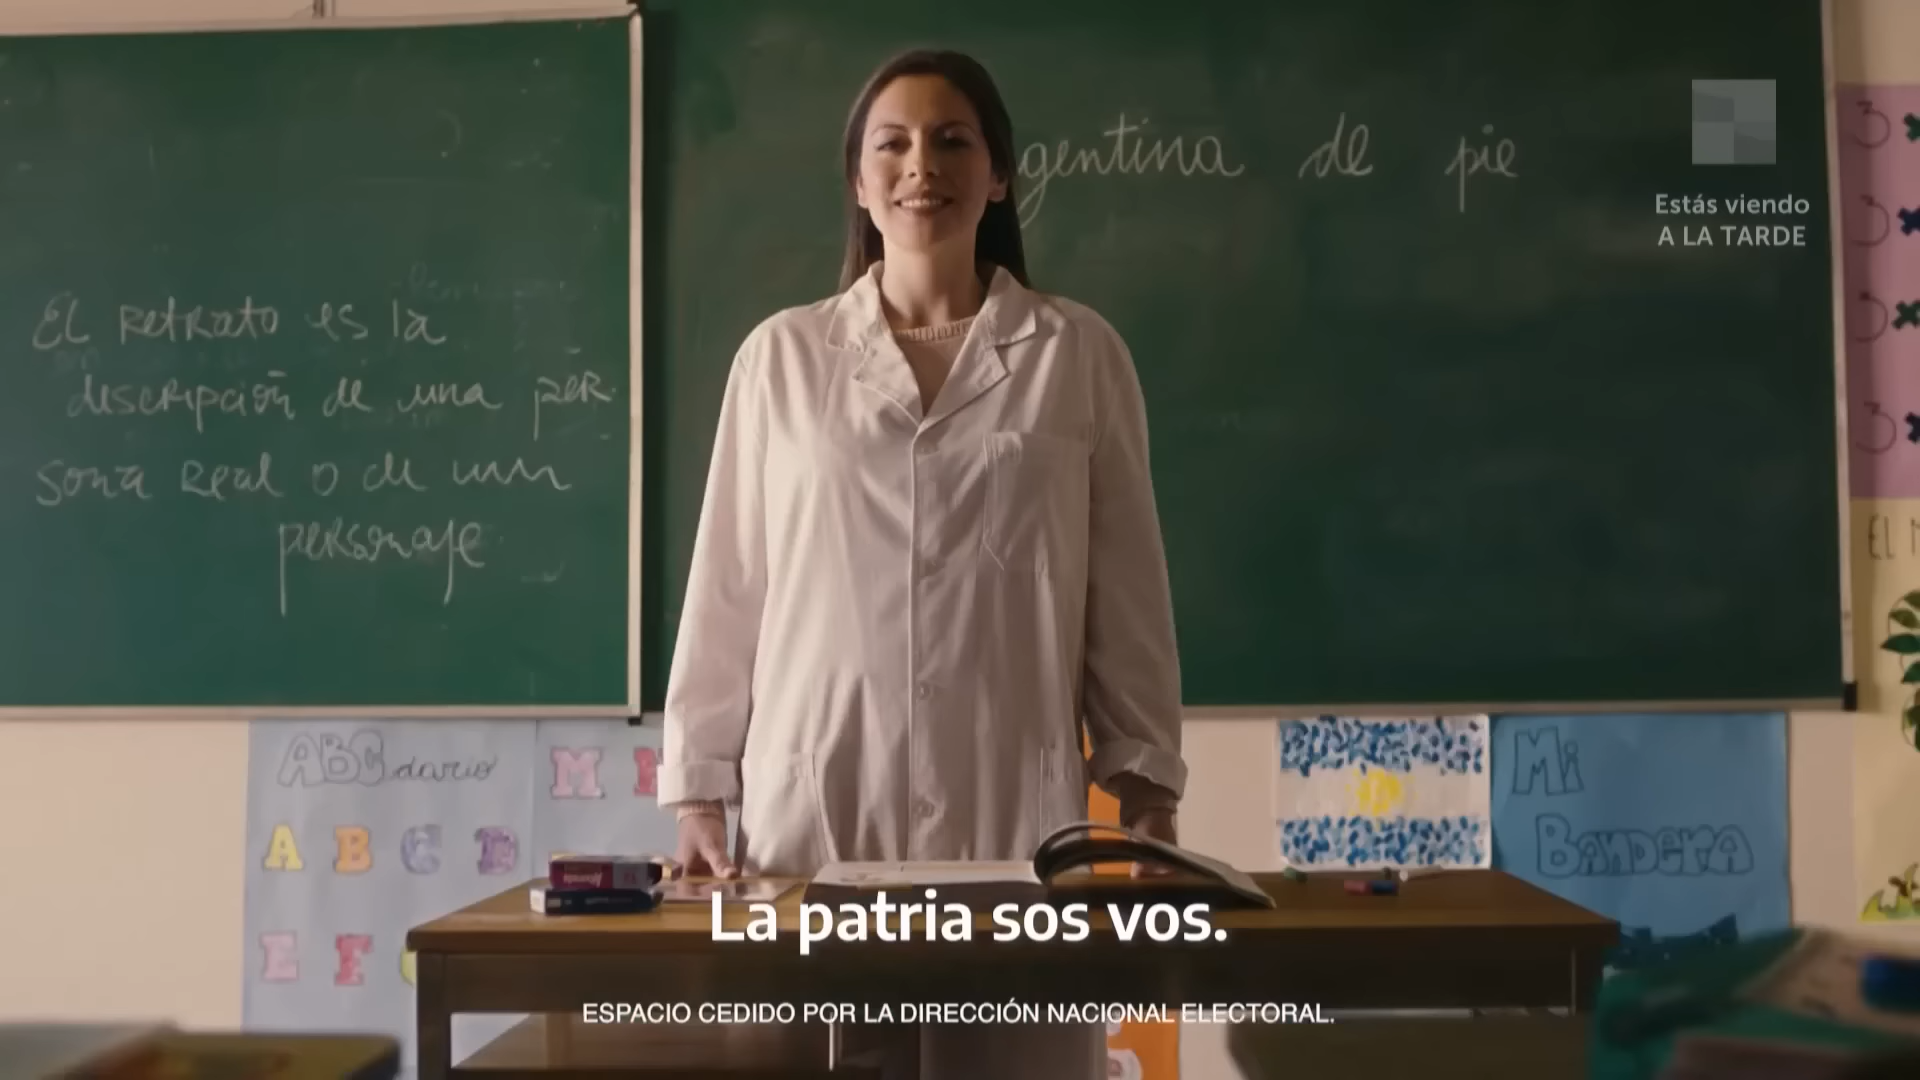 gentina de pie
Estás viendo
A LA TARDE
El retrato es la
descripción de una per-
sona real o de un
personaje
ABCdario
M
A B C D
E F
Mi
Bandera
EL
La patria sos vos.
ESPACIO CEDIDO POR LA DIRECCIÓN NACIONAL ELECTORAL.